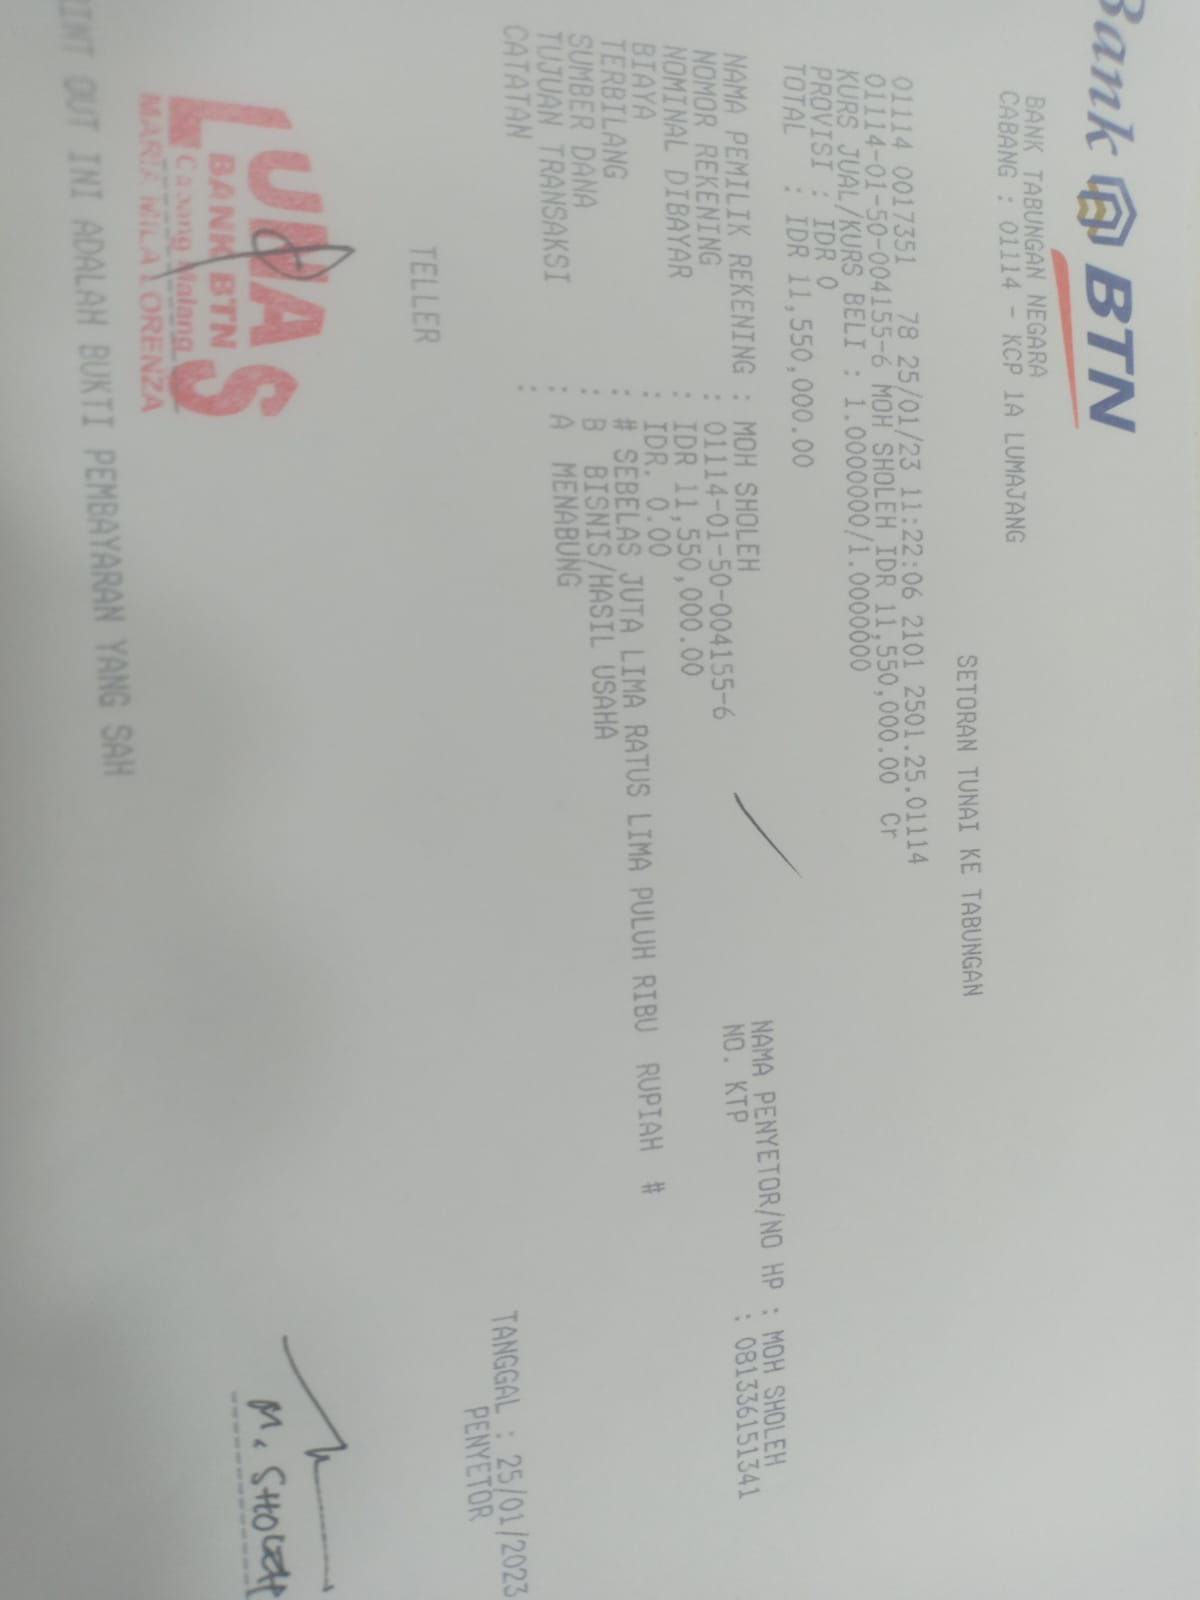 Bank BTN
BANK TABUNGAN NEGARA
CABANG : 01114 - KCP 1A LUMAJANG
SETORAN TUNAI KE TABUNGAN
01114 0017351 78 25/01/23 11:22:06 2101 2501.25.01114
01114-01-50-004155-6 MOH SHOLEH IDR 11,550,000.00 Cr
KURS JUAL/KURS BELI : 1.0000000/1.0000000
PROVISI : IDR 0
TOTAL : IDR 11,550,000.00
NAMA PENYETOR/NO HP : MOH SHOLEH
NO. KTP : 081336151341
NAMA PEMILIK REKENING : MOH SHOLEH
NOMOR REKENING : 01114-01-50-004155-6
NOMINAL DIBAYAR : IDR 11,550,000.00
BIAYA : IDR. 0.00
TERBILANG : # SEBELAS JUTA LIMA RATUS LIMA PULUH RIBU RUPIAH #
SUMBER DANA : B BISNIS/HASIL USAHA
TUJUAN TRANSAKSI : A MENABUNG
CATATAN :
TANGGAL : 25/01/2023
TELLER PENYETOR
LUNAS
BANK BTN
Cabang Malang
MARIA MILA LORENZA
M. SHOLEH
RINT OUT INI ADALAH BUKTI PEMBAYARAN YANG SAH